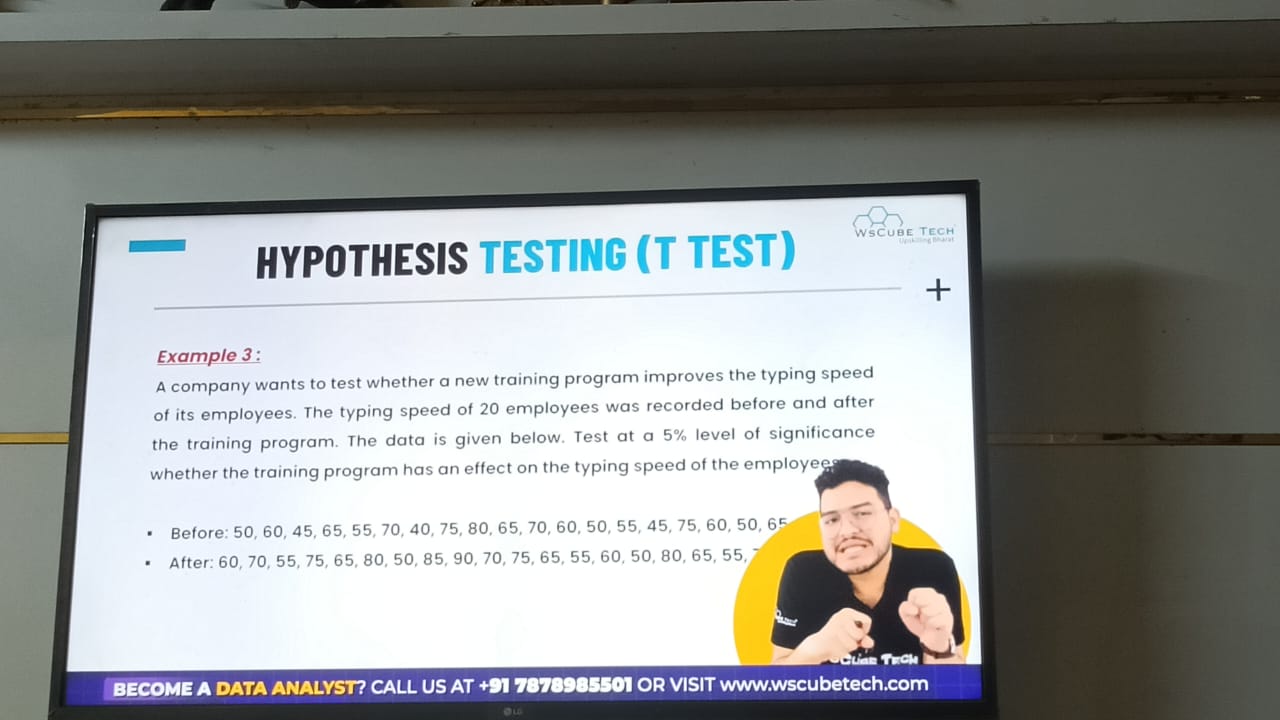 WsCUBE TECH
Upskilling Bharat
HYPOTHESIS TESTING (T TEST)
+
Example 3 :
A company wants to test whether a new training program improves the typing speed
of its employees. The typing speed of 20 employees was recorded before and after
the training program. The data is given below. Test at a 5% level of significance
whether the training program has an effect on the typing speed of the employees
▪ Before: 50, 60, 45, 65, 55, 70, 40, 75, 80, 65, 70, 60, 50, 55, 45, 75, 60, 50, 65
▪ After: 60, 70, 55, 75, 65, 80, 50, 85, 90, 70, 75, 65, 55, 60, 50, 80, 65, 55,
CUBE TECH
BECOME A DATA ANALYST? CALL US AT +91 7878985501 OR VISIT www.wscubetech.com
LG